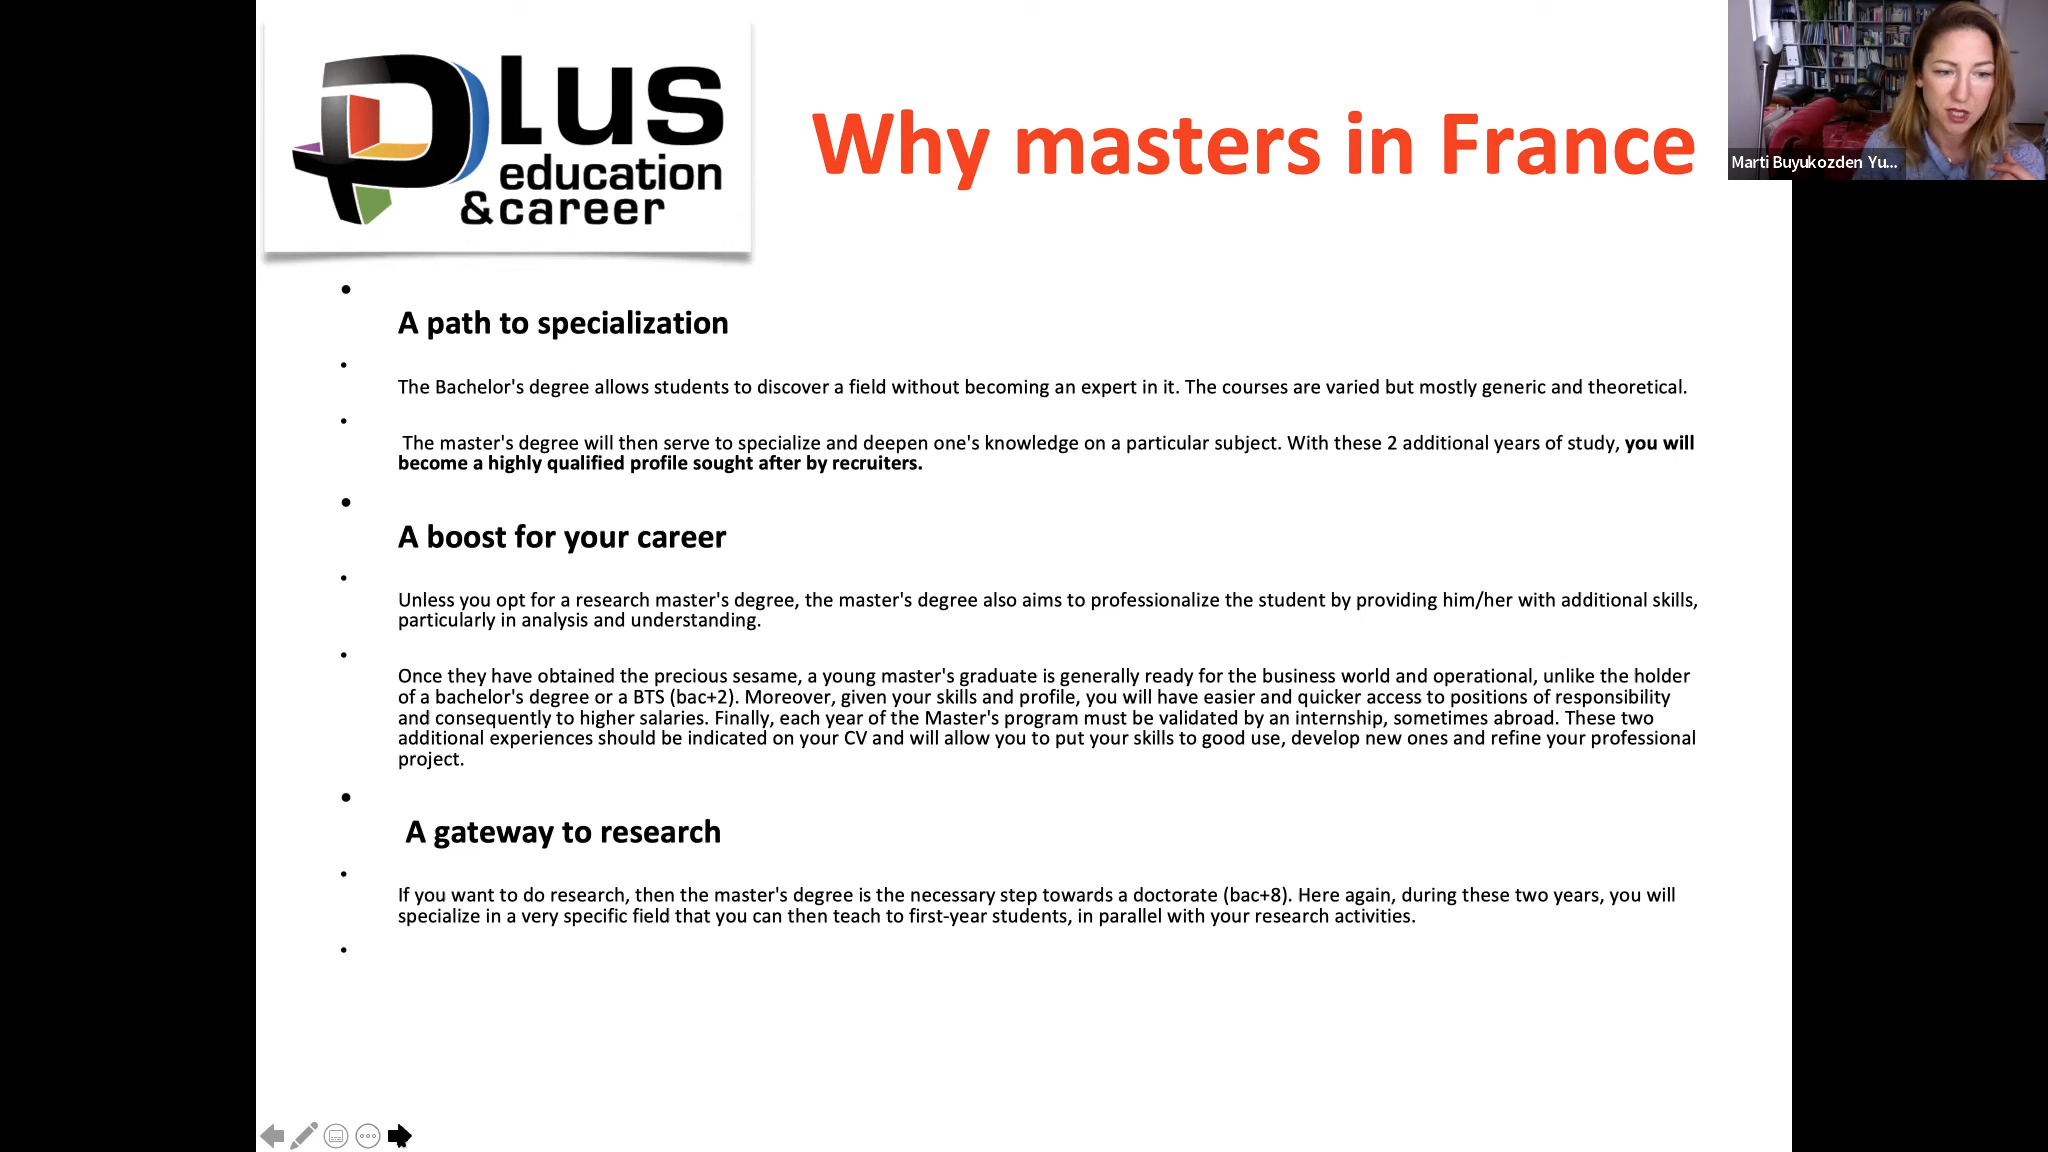 Plus
education
& career
Why masters in France
Marti Buyukozden Yu...
• A path to specialization
• The Bachelor's degree allows students to discover a field without becoming an expert in it. The courses are varied but mostly generic and theoretical.
• The master's degree will then serve to specialize and deepen one's knowledge on a particular subject. With these 2 additional years of study, you will
become a highly qualified profile sought after by recruiters.
• A boost for your career
• Unless you opt for a research master's degree, the master's degree also aims to professionalize the student by providing him/her with additional skills,
particularly in analysis and understanding.
• Once they have obtained the precious sesame, a young master's graduate is generally ready for the business world and operational, unlike the holder
of a bachelor's degree or a BTS (bac+2). Moreover, given your skills and profile, you will have easier and quicker access to positions of responsibility
and consequently to higher salaries. Finally, each year of the Master's program must be validated by an internship, sometimes abroad. These two
additional experiences should be indicated on your CV and will allow you to put your skills to good use, develop new ones and refine your professional
project.
• A gateway to research
• If you want to do research, then the master's degree is the necessary step towards a doctorate (bac+8). Here again, during these two years, you will
specialize in a very specific field that you can then teach to first-year students, in parallel with your research activities.
•